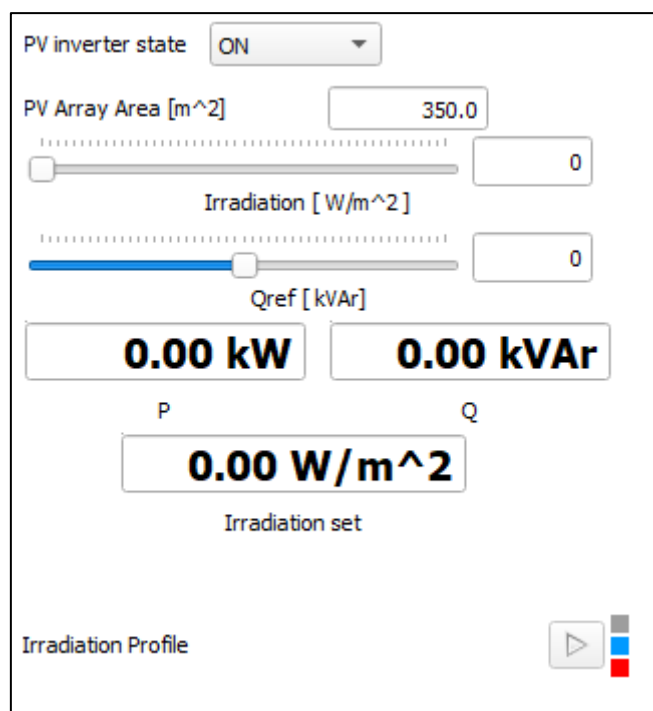 PV inverter state ON
PV Array Area [m^2] 350.0
0
Irradiation [ W/m^2 ]
0
Qref [ kVAr]
0.00 kW 0.00 kVAr
P Q
0.00 W/m^2
Irradiation set
Irradiation Profile